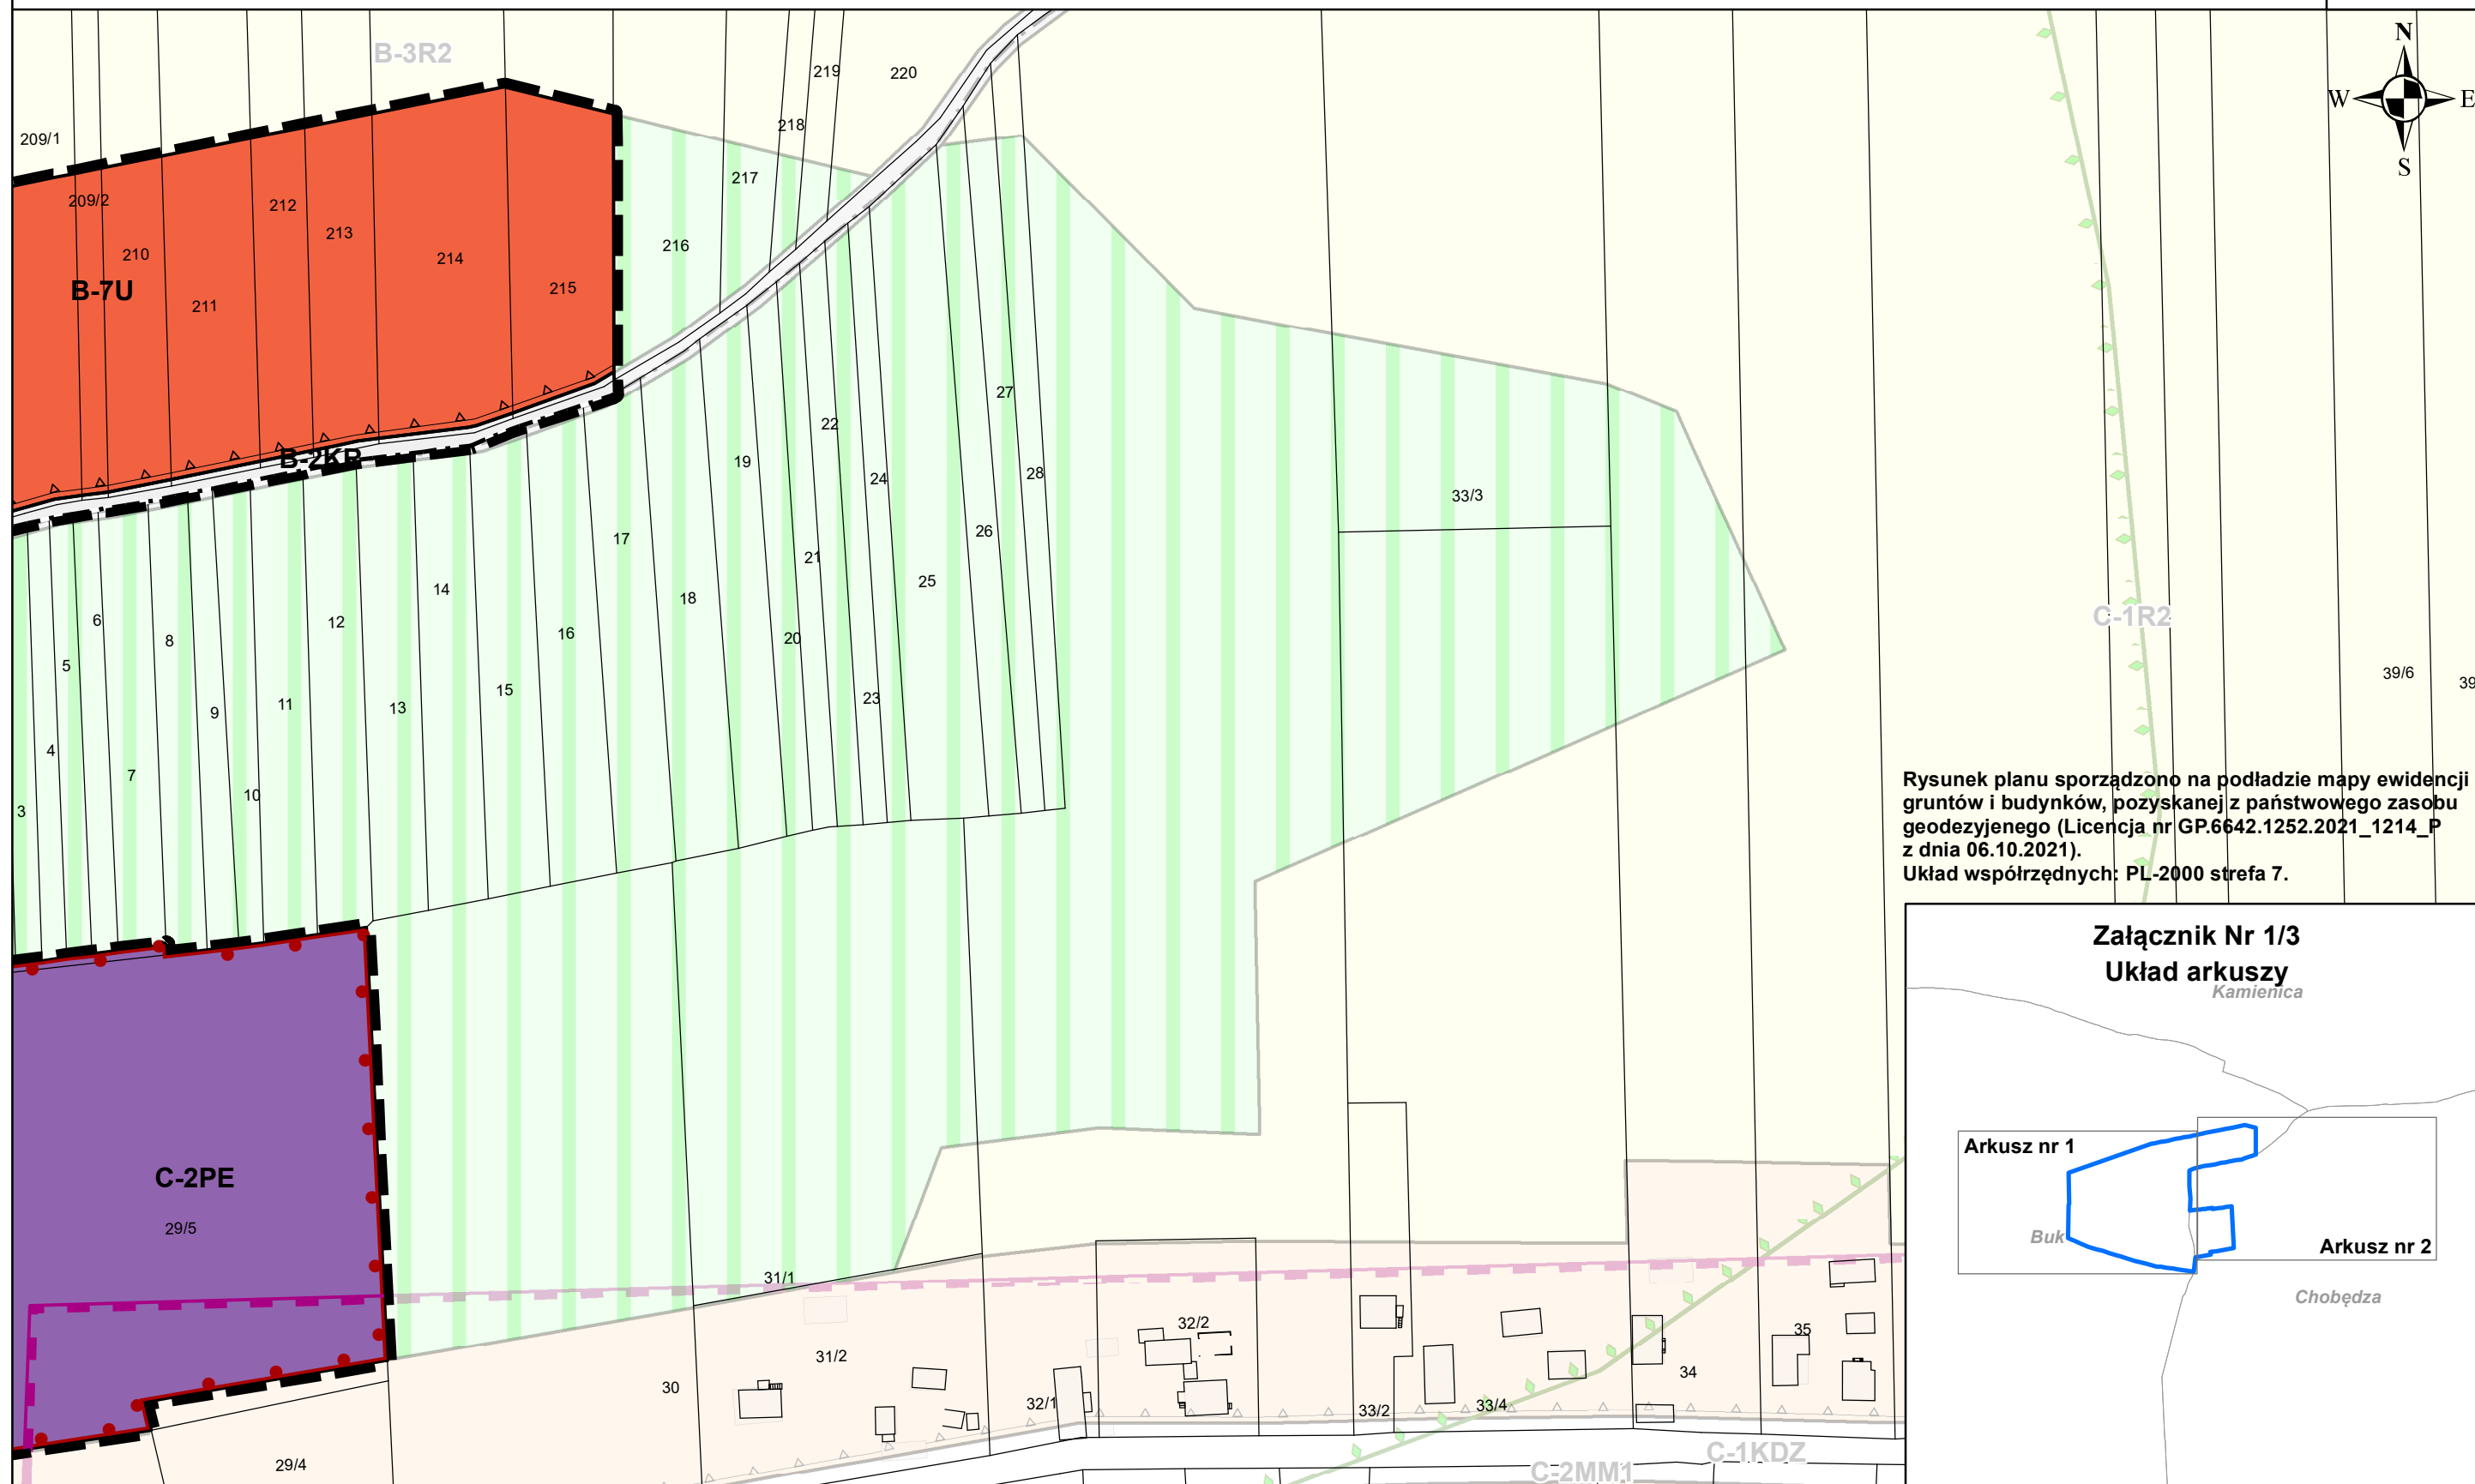 B-3R2
N
W
E
S
219
220
218
209/1
217
209/2
212
213
210
216
214
B-7U
215
211
27
22
B-2KR
19
28
24
33/3
26
17
21
25
14
18
C-1R2
6
12
16
8
20
5
39/6
39
15
23
11
13
9
4
7
10
3
Rysunek planu sporządzono na podładzie mapy ewidencji
gruntów i budynków, pozyskanej z państwowego zasobu
geodezyjenego (Licencja nr GP.6642.1252.2021_1214_P
z dnia 06.10.2021).
Układ współrzędnych: PL-2000 strefa 7.
Załącznik Nr 1/3
Układ arkuszy
Kamienica
Arkusz nr 1
Buk
Arkusz nr 2
Chobędza
C-2PE
29/5
31/1
32/2
35
31/2
34
30
32/1
33/2
33/4
29/4
C-1KDZ
C-2MM1